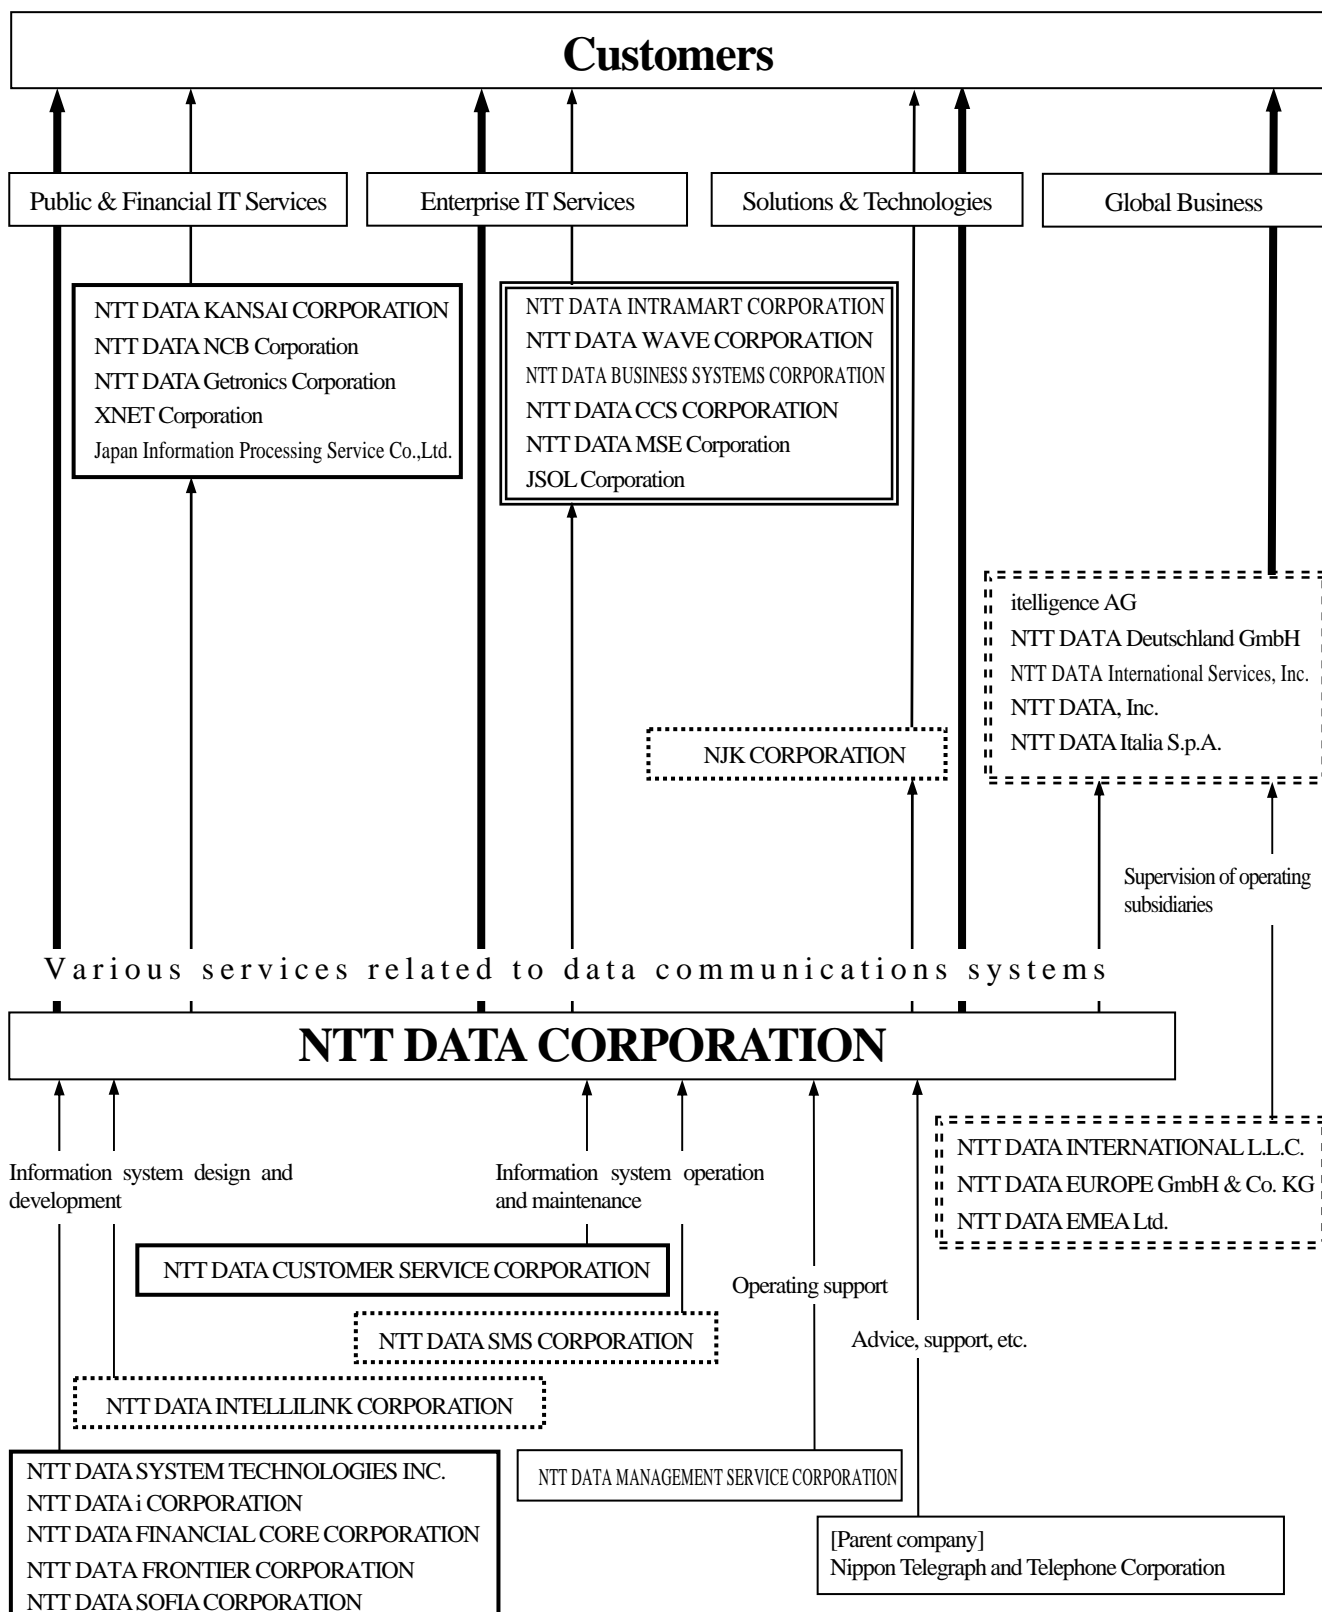 Customers
Public & Financial IT Services
Enterprise IT Services
Solutions & Technologies
Global Business
NTT DATA KANSAI CORPORATION
NTT DATA NCB Corporation
NTT DATA Getronics Corporation
XNET Corporation
Japan Information Processing Service Co.,Ltd.
NTT DATA INTRAMART CORPORATION
NTT DATA WAVE CORPORATION
NTT DATA BUSINESS SYSTEMS CORPORATION
NTT DATA CCS CORPORATION
NTT DATA MSE Corporation
JSOL Corporation
itelligence AG
NTT DATA Deutschland GmbH
NTT DATA International Services, Inc.
NTT DATA, Inc.
NTT DATA Italia S.p.A.
NJK CORPORATION
Supervision of operating
subsidiaries
Various services related to data communications systems
NTT DATA CORPORATION
NTT DATA INTERNATIONAL L.L.C.
NTT DATA EUROPE GmbH & Co. KG
NTT DATA EMEA Ltd.
Information system design and
development
Information system operation
and maintenance
NTT DATA CUSTOMER SERVICE CORPORATION
Operating support
NTT DATA SMS CORPORATION
Advice, support, etc.
NTT DATA INTELLILINK CORPORATION
NTT DATA SYSTEM TECHNOLOGIES INC.
NTT DATA i CORPORATION
NTT DATA FINANCIAL CORE CORPORATION
NTT DATA FRONTIER CORPORATION
NTT DATA SOFIA CORPORATION
NTT DATA MANAGEMENT SERVICE CORPORATION
[Parent company]
Nippon Telegraph and Telephone Corporation